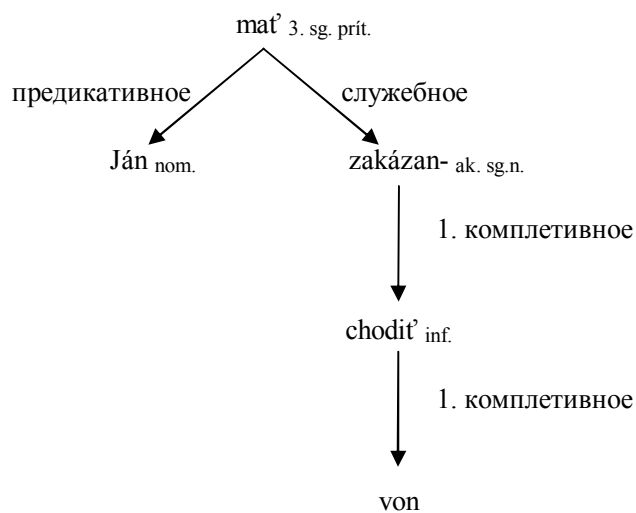 mať 3. sg. prít.
предикативное служебное
Ján nom. zakázan- ak. sg.n.
1. комплетивное
chodiť inf.
1. комплетивное
von